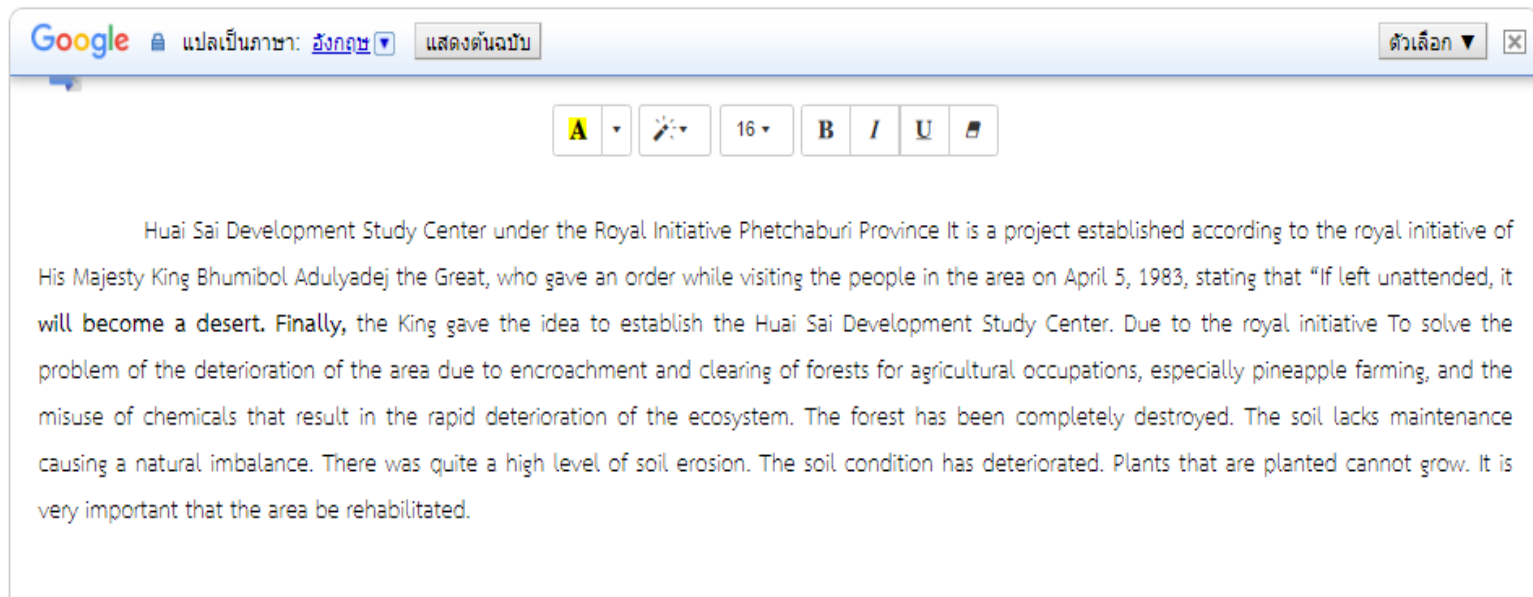 Google แปลเป็นภาษา: อังกฤษ แสดงต้นฉบับ ตัวเลือก ▼
A 16 B I U
Huai Sai Development Study Center under the Royal Initiative Phetchaburi Province It is a project established according to the royal initiative of
His Majesty King Bhumibol Adulyadej the Great, who gave an order while visiting the people in the area on April 5, 1983, stating that “If left unattended, it
will become a desert. Finally, the King gave the idea to establish the Huai Sai Development Study Center. Due to the royal initiative To solve the
problem of the deterioration of the area due to encroachment and clearing of forests for agricultural occupations, especially pineapple farming, and the
misuse of chemicals that result in the rapid deterioration of the ecosystem. The forest has been completely destroyed. The soil lacks maintenance
causing a natural imbalance. There was quite a high level of soil erosion. The soil condition has deteriorated. Plants that are planted cannot grow. It is
very important that the area be rehabilitated.